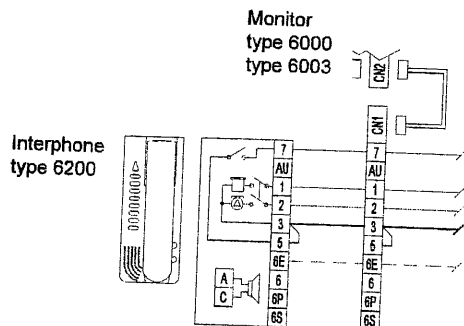 Monitor
type 6000
type 6003
CN2
CN1
Interphone
type 6200
7
AU
1
2
3
5
6E
6
6P
6S
A
C
7
AU
1
2
3
6
6E
6
6P
6S